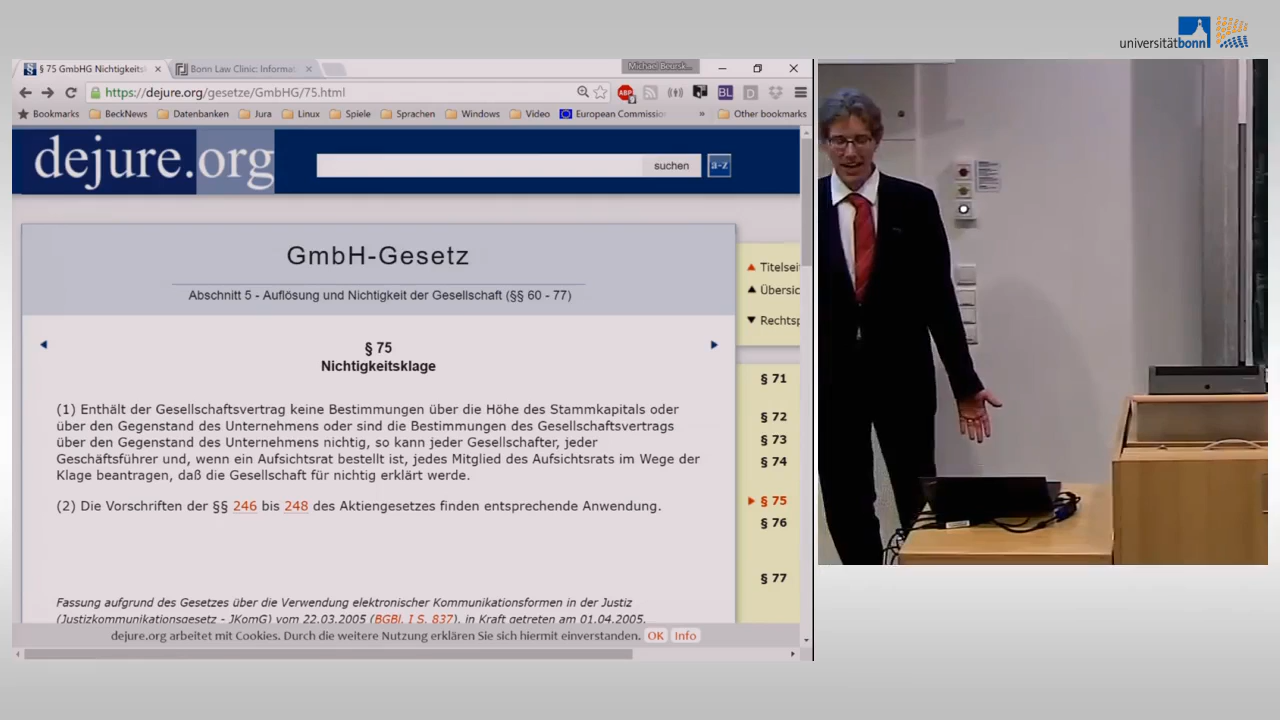 universitätbonn
§ 75 GmbHG Nichtigkeits
Bonn Law Clinic: Informat
Michael Beursk...
https://dejure.org/gesetze/GmbHG/75.html
ABP
BL
D
Bookmarks BeckNews Datenbanken Jura Linux Spiele Sprachen Windows Video European Commissio » Other bookmarks
dejure.org
suchen
a-z
GmbH-Gesetz
Abschnitt 5 - Auflösung und Nichtigkeit der Gesellschaft (§§ 60 - 77)
§ 75
Nichtigkeitsklage
(1) Enthält der Gesellschaftsvertrag keine Bestimmungen über die Höhe des Stammkapitals oder
über den Gegenstand des Unternehmens oder sind die Bestimmungen des Gesellschaftsvertrags
über den Gegenstand des Unternehmens nichtig, so kann jeder Gesellschafter, jeder
Geschäftsführer und, wenn ein Aufsichtsrat bestellt ist, jedes Mitglied des Aufsichtsrats im Wege der
Klage beantragen, daß die Gesellschaft für nichtig erklärt werde.
(2) Die Vorschriften der §§ 246 bis 248 des Aktiengesetzes finden entsprechende Anwendung.
Fassung aufgrund des Gesetzes über die Verwendung elektronischer Kommunikationsformen in der Justiz
(Justizkommunikationsgesetz - JKomG) vom 22.03.2005 (BGBl. I S. 837), in Kraft getreten am 01.04.2005.
Titelsei
Übersic
Rechtsp
§ 71
§ 72
§ 73
§ 74
§ 75
§ 76
§ 77
dejure.org arbeitet mit Cookies. Durch die weitere Nutzung erklären Sie sich hiermit einverstanden. OK Info